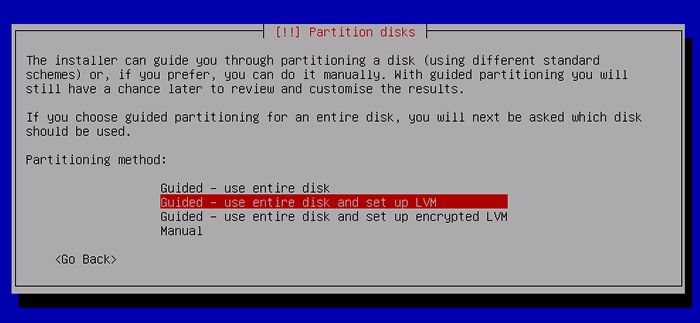 [!!] Partition disks
The installer can guide you through partitioning a disk (using different standard
schemes) or, if you prefer, you can do it manually. With guided partitioning you will
still have a chance later to review and customise the results.
If you choose guided partitioning for an entire disk, you will next be asked which disk
should be used.
Partitioning method:
Guided - use entire disk
Guided - use entire disk and set up LVM
Guided - use entire disk and set up encrypted LVM
Manual
<Go Back>